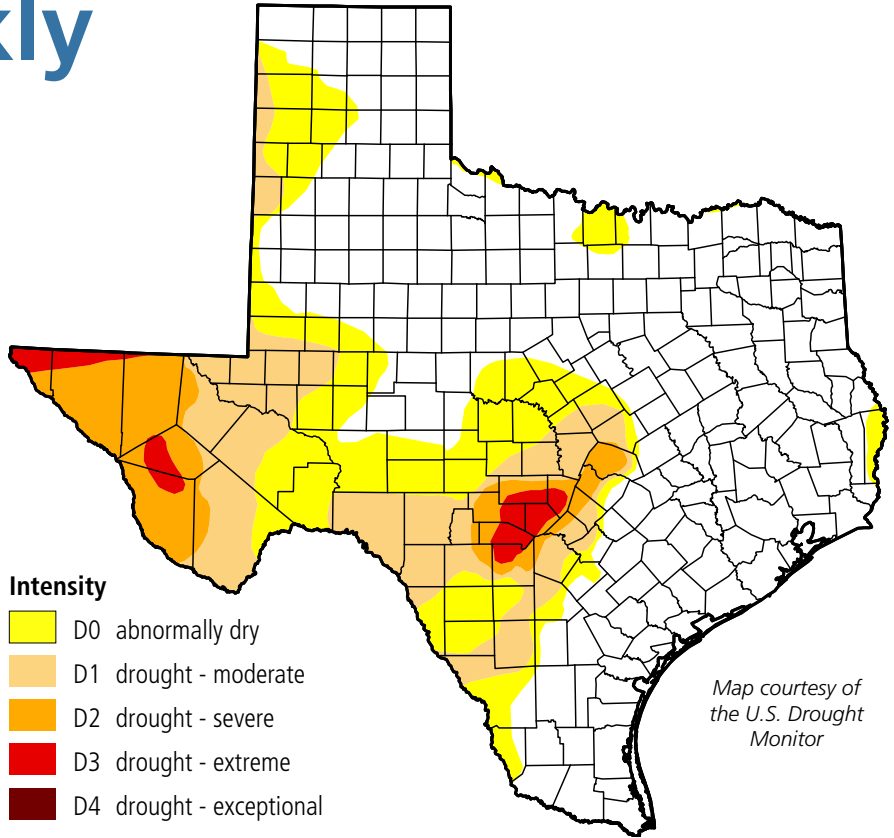 kly
Intensity
D0 abnormally dry
D1 drought - moderate
D2 drought - severe
D3 drought - extreme
D4 drought - exceptional
Map courtesy of
the U.S. Drought
Monitor